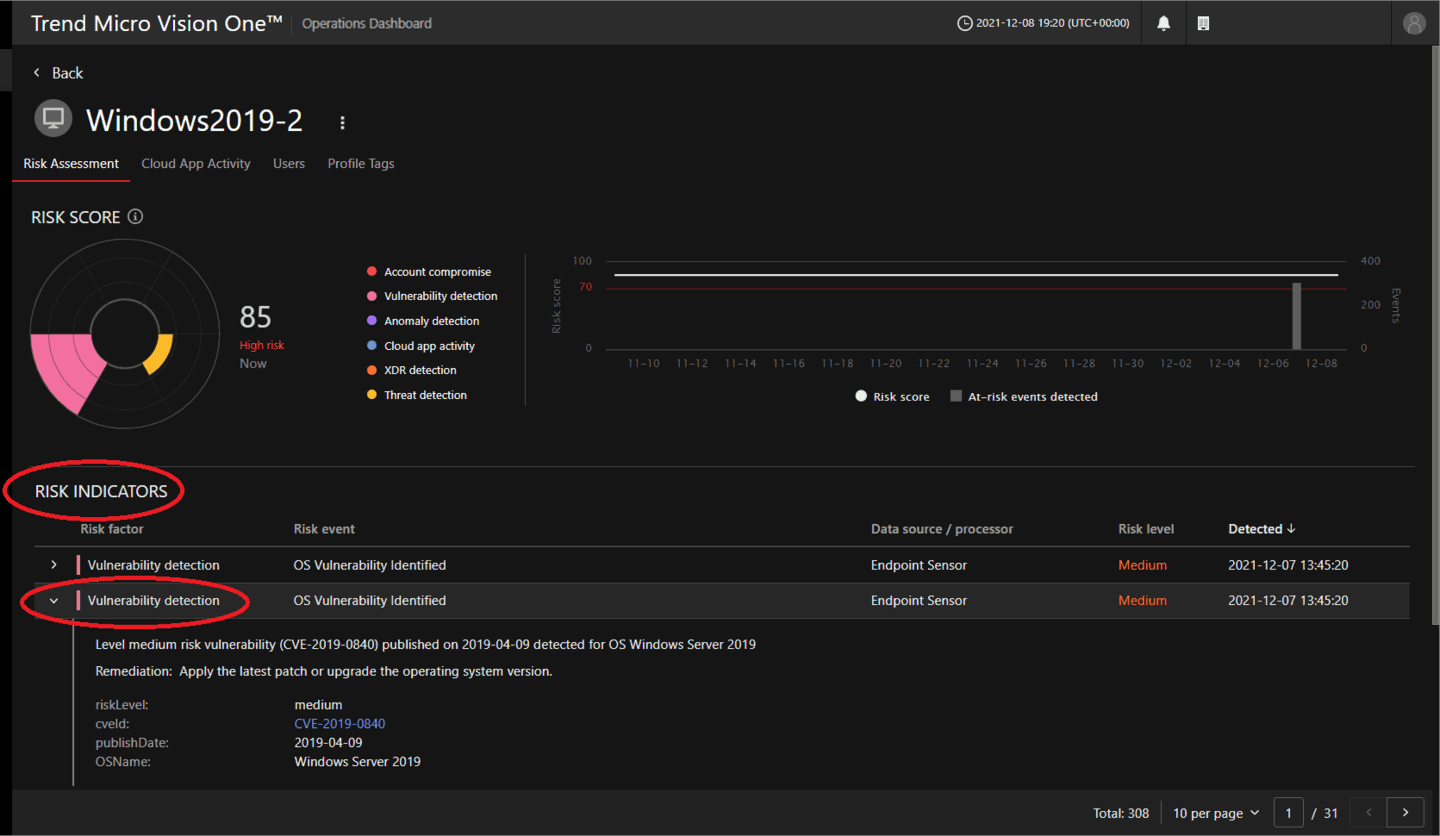 Trend Micro Vision One™ Operations Dashboard 2021-12-08 19:20 (UTC+00:00)
Back
Windows2019-2
Risk Assessment Cloud App Activity Users Profile Tags
RISK SCORE
85
High risk
Now
Account compromise
Vulnerability detection
Anomaly detection
Cloud app activity
XDR detection
Threat detection
Risk score
100
70
0
400
200
0
Events
11-10 11-12 11-14 11-16 11-18 11-20 11-22 11-24 11-26 11-28 11-30 12-02 12-04 12-06 12-08
Risk score At-risk events detected
RISK INDICATORS
Risk factor Risk event Data source / processor Risk level Detected ↓
Vulnerability detection OS Vulnerability Identified Endpoint Sensor Medium 2021-12-07 13:45:20
Vulnerability detection OS Vulnerability Identified Endpoint Sensor Medium 2021-12-07 13:45:20
Level medium risk vulnerability (CVE-2019-0840) published on 2019-04-09 detected for OS Windows Server 2019
Remediation: Apply the latest patch or upgrade the operating system version.
riskLevel: medium
cveId: CVE-2019-0840
publishDate: 2019-04-09
OSName: Windows Server 2019
Total: 308 10 per page 1 / 31